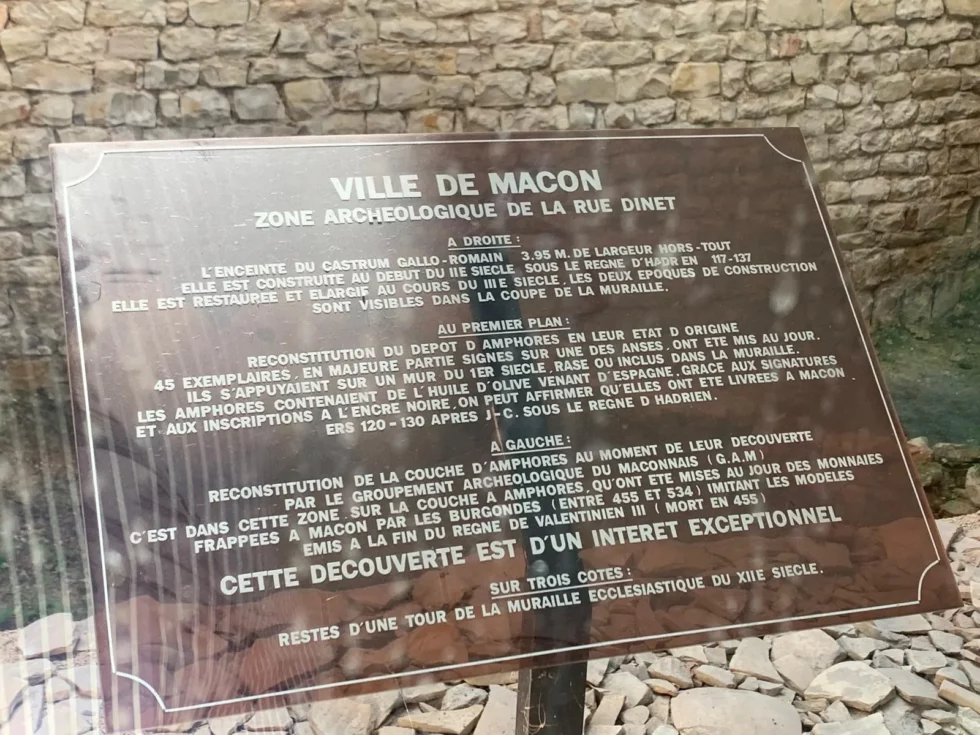 VILLE DE MACON
ZONE ARCHEOLOGIQUE DE LA RUE DINET
A DROITE :
L'ENCEINTE DU CASTRUM GALLO-ROMAIN 3.95 M. DE LARGEUR HORS-TOUT
ELLE EST CONSTRUITE AU DEBUT DU IIE SIECLE SOUS LE REGNE D'HADR EN 117-137
ELLE EST RESTAUREE ET ELARGIF AU COURS DU III E SIECLE. LES DEUX EPOQUES DE CONSTRUCTION
SONT VISIBLES DANS LA COUPE DE LA MURAILLE.
AU PREMIER PLAN :
RECONSTITUTION DU DEPOT D AMPHORES EN LEUR ETAT D ORIGINE
45 EXEMPLAIRES. EN MAJEURE PARTIE SIGNES SUR UNE DES ANSES. ONT ETE MIS AU JOUR.
ILS S'APPUYAIENT SUR UN MUR DU 1ER SIECLE, RASE OU INCLUS DANS LA MURAILLE.
LES AMPHORES CONTENAIENT DE L'HUILE D'OLIVE VENANT D'ESPAGNE. GRACE AUX SIGNATURES
ET AUX INSCRIPTIONS A L'ENCRE NOIRE, ON PEUT AFFIRMER QU'ELLES ONT ETE LIVREES A MACON
ERS 120-130 APRES J-C. SOUS LE REGNE D HADRIEN.
A GAUCHE :
RECONSTITUTION DE LA COUCHE D'AMPHORES AU MOMENT DE LEUR DECOUVERTE
PAR LE GROUPEMENT ARCHEOLOGIQUE DU MACONNAIS (G.A.M)
C'EST DANS CETTE ZONE SUR LA COUCHE A AMPHORES, QU'ONT ETE MISES AU JOUR DES MONNAIES
FRAPPEES A MACON PAR LES BURGONDES (ENTRE 455 ET 534) IMITANT LES MODELES
EMIS A LA FIN DU REGNE DE VALENTINIEN III (MORT EN 455)
CETTE DECOUVERTE EST D'UN INTERET EXCEPTIONNEL
SUR TROIS COTES :
RESTES D'UNE TOUR DE LA MURAILLE ECCLESIASTIQUE DU XIIE SIECLE.